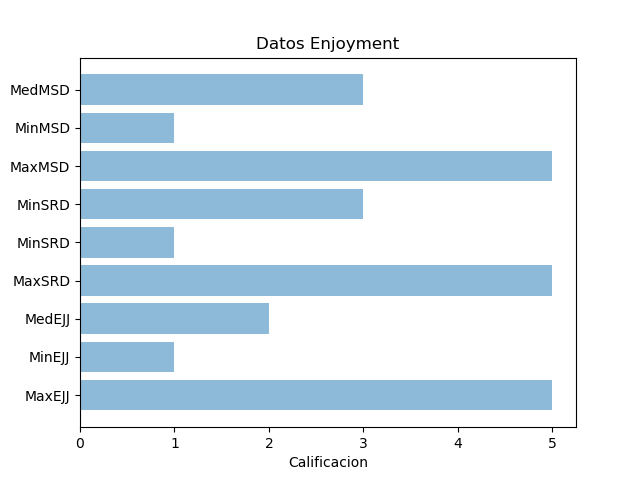 Datos Enjoyment
MedMSD
MinMSD
MaxMSD
MinSRD
MinSRD
MaxSRD
MedEJJ
MinEJJ
MaxEJJ
0 1 2 3 4 5
Calificacion